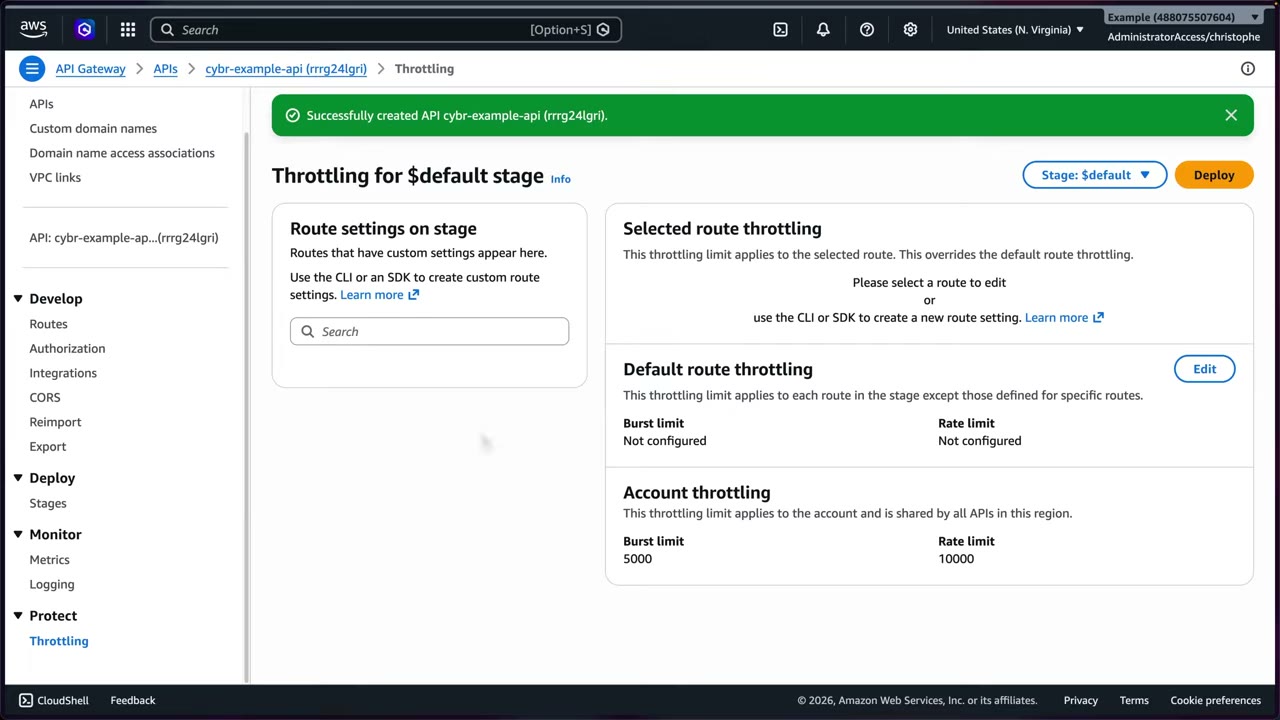 aws
Search
[Option+S]
United States (N. Virginia)
Example (488075507604)
AdministratorAccess/christophe
API Gateway
APIs
cybr-example-api (rrrg24lgri)
Throttling
APIs
Custom domain names
Domain name access associations
VPC links
API: cybr-example-ap...(rrrg24lgri)
Develop
Routes
Authorization
Integrations
CORS
Reimport
Export
Deploy
Stages
Monitor
Metrics
Logging
Protect
Throttling
Successfully created API cybr-example-api (rrrg24lgri).
Throttling for $default stage Info
Stage: $default
Deploy
Route settings on stage
Routes that have custom settings appear here.
Use the CLI or an SDK to create custom route
settings. Learn more
Search
Selected route throttling
This throttling limit applies to the selected route. This overrides the default route throttling.
Please select a route to edit
or
use the CLI or SDK to create a new route setting. Learn more
Default route throttling
Edit
This throttling limit applies to each route in the stage except those defined for specific routes.
Burst limit
Not configured
Rate limit
Not configured
Account throttling
This throttling limit applies to the account and is shared by all APIs in this region.
Burst limit
5000
Rate limit
10000
CloudShell
Feedback
© 2026, Amazon Web Services, Inc. or its affiliates.
Privacy
Terms
Cookie preferences